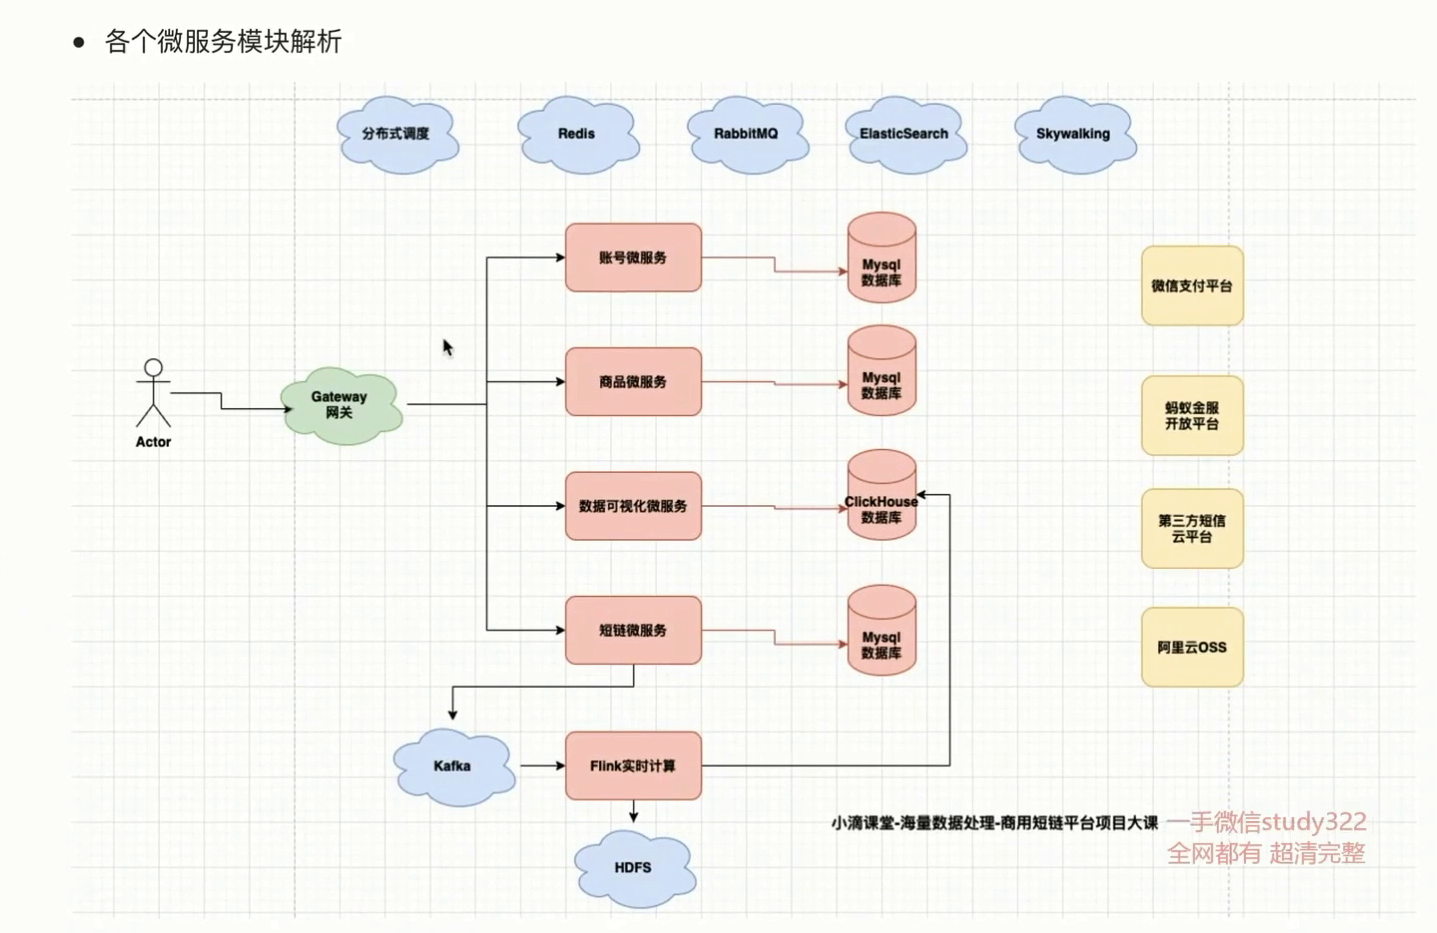 各个微服务模块解析
分布式调度
Redis
RabbitMQ
ElasticSearch
Skywalking
账号微服务
Mysql
数据库
微信支付平台
商品微服务
Mysql
数据库
Gateway
网关
Actor
蚂蚁金服
开放平台
数据可视化微服务
ClickHouse
数据库
第三方短信
云平台
短链微服务
Mysql
数据库
阿里云OSS
Kafka
Flink实时计算
小滴课堂-海量数据处理-商用短链平台项目大课
一手微信study322
全网都有 超清完整
HDFS